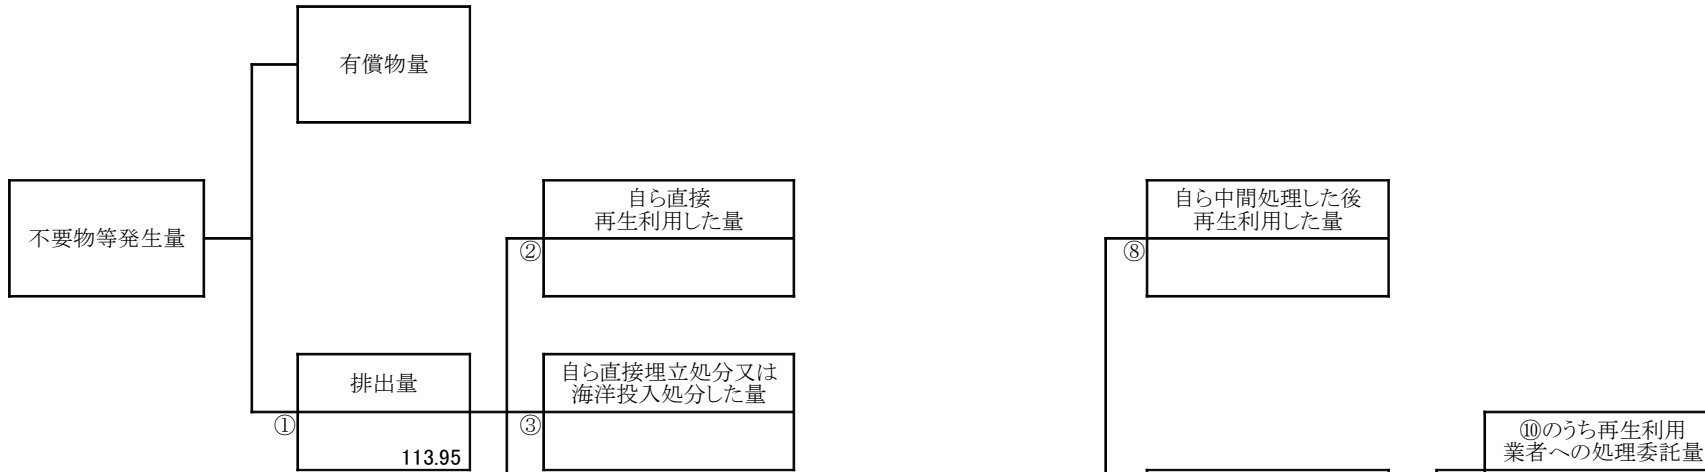 有償物量
不要物等発生量
自ら直接
再生利用した量
②
自ら中間処理した後
再生利用した量
⑧
排出量
①
113.95
自ら直接埋立処分又は
海洋投入処分した量
③
⑩のうち再生利用
業者への処理委託量